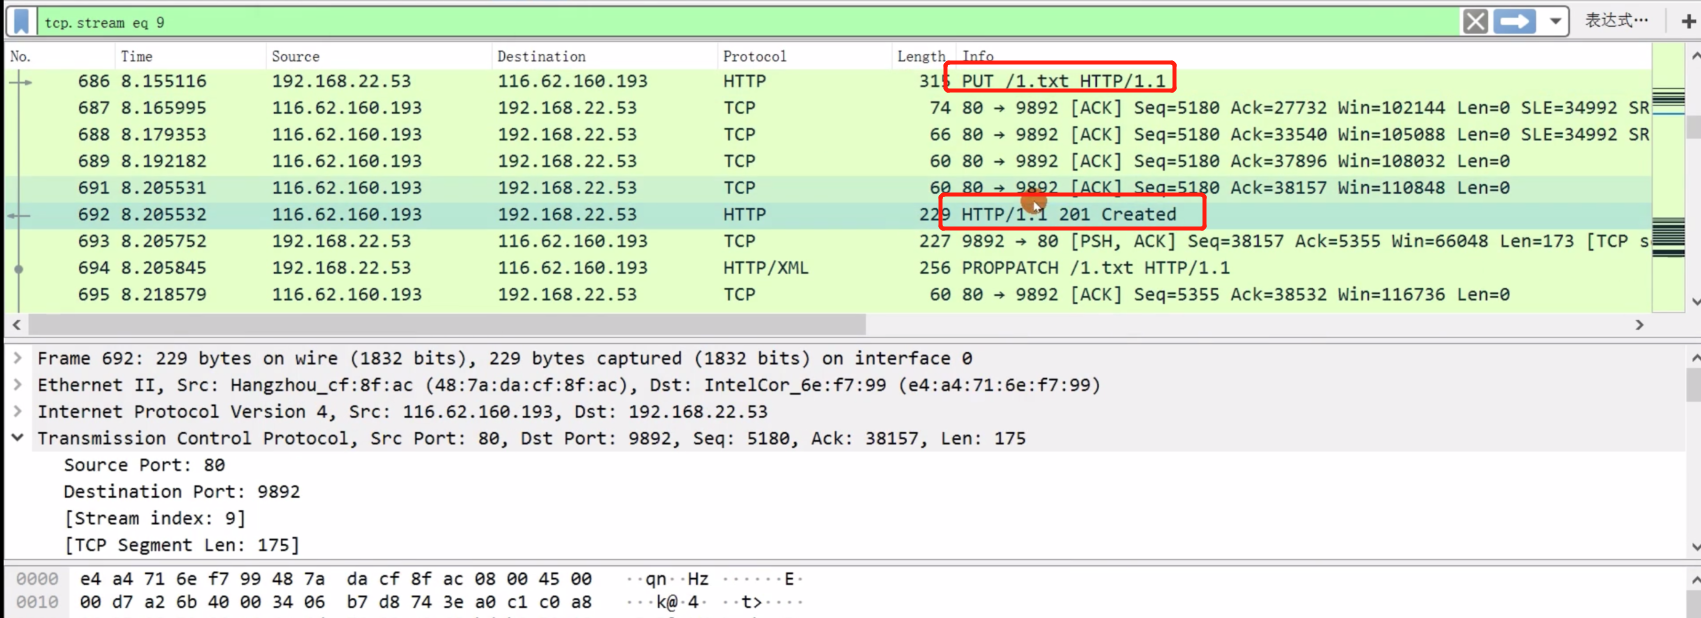 tcp.stream eq 9 表达式… +
No. Time Source Destination Protocol Length Info
686 8.155116 192.168.22.53 116.62.160.193 HTTP 315 PUT /1.txt HTTP/1.1
687 8.165995 116.62.160.193 192.168.22.53 TCP 74 80 → 9892 [ACK] Seq=5180 Ack=27732 Win=102144 Len=0 SLE=34992 SR
688 8.179353 116.62.160.193 192.168.22.53 TCP 66 80 → 9892 [ACK] Seq=5180 Ack=33540 Win=105088 Len=0 SLE=34992 SR
689 8.192182 116.62.160.193 192.168.22.53 TCP 60 80 → 9892 [ACK] Seq=5180 Ack=37896 Win=108032 Len=0
691 8.205531 116.62.160.193 192.168.22.53 TCP 60 80 → 9892 [ACK] Seq=5180 Ack=38157 Win=110848 Len=0
692 8.205532 116.62.160.193 192.168.22.53 HTTP 229 HTTP/1.1 201 Created
693 8.205752 192.168.22.53 116.62.160.193 TCP 227 9892 → 80 [PSH, ACK] Seq=38157 Ack=5355 Win=66048 Len=173 [TCP s
694 8.205845 192.168.22.53 116.62.160.193 HTTP/XML 256 PROPPATCH /1.txt HTTP/1.1
695 8.218579 116.62.160.193 192.168.22.53 TCP 60 80 → 9892 [ACK] Seq=5355 Ack=38532 Win=116736 Len=0
Frame 692: 229 bytes on wire (1832 bits), 229 bytes captured (1832 bits) on interface 0
Ethernet II, Src: Hangzhou_cf:8f:ac (48:7a:da:cf:8f:ac), Dst: IntelCor_6e:f7:99 (e4:a4:71:6e:f7:99)
Internet Protocol Version 4, Src: 116.62.160.193, Dst: 192.168.22.53
Transmission Control Protocol, Src Port: 80, Dst Port: 9892, Seq: 5180, Ack: 38157, Len: 175
Source Port: 80
Destination Port: 9892
[Stream index: 9]
[TCP Segment Len: 175]
0000 e4 a4 71 6e f7 99 48 7a da cf 8f ac 08 00 45 00 ··qn··Hz ······E·
0010 00 d7 a2 6b 40 00 34 06 b7 d8 74 3e a0 c1 c0 a8 ···k@·4· ··t>····